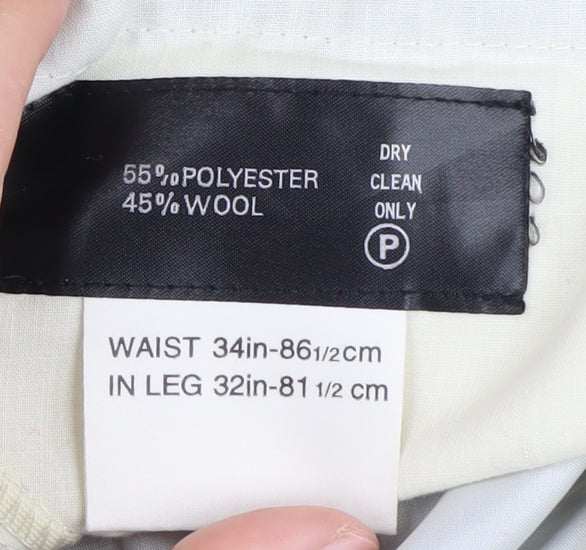 55% POLYESTER
45% WOOL
DRY
CLEAN
ONLY
P
WAIST 34in-86 1/2cm
IN LEG 32in-81 1/2 cm